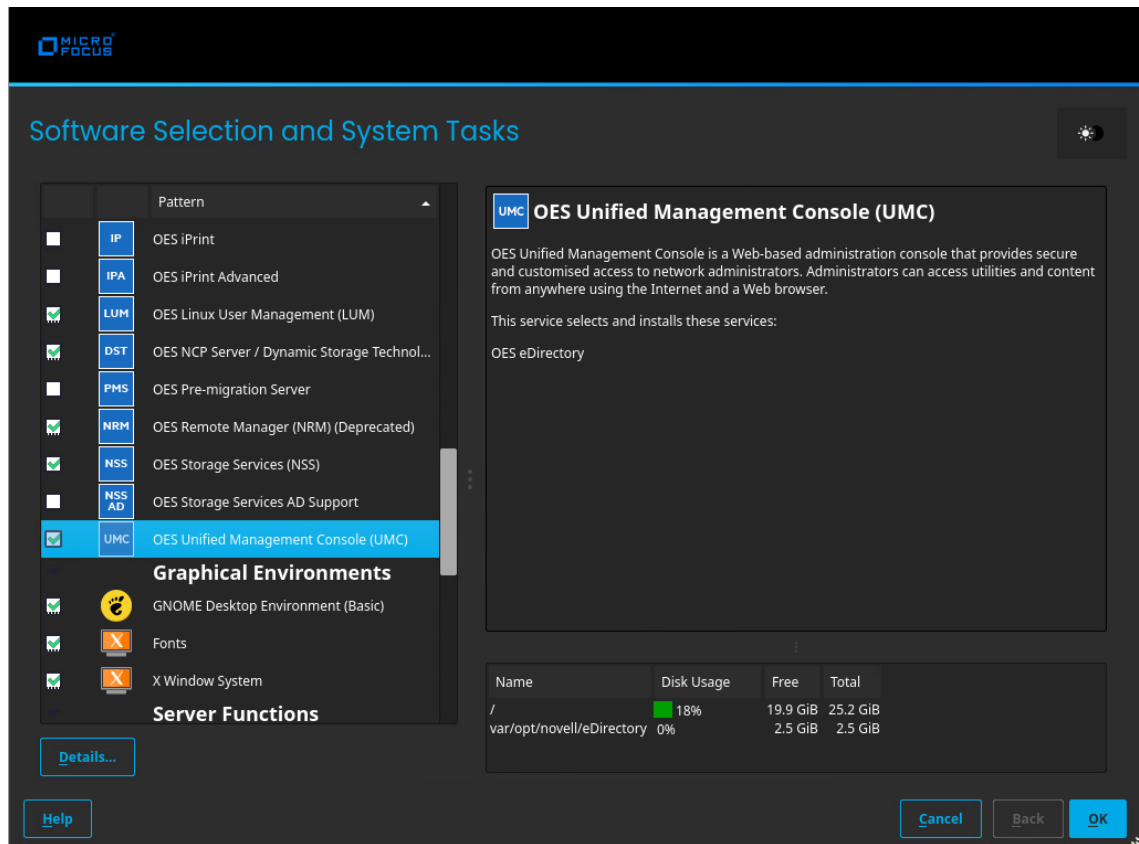 MICRO
FOCUS
Software Selection and System Tasks
Pattern
IP OES iPrint
IPA OES iPrint Advanced
LUM OES Linux User Management (LUM)
DST OES NCP Server / Dynamic Storage Technol...
PMS OES Pre-migration Server
NRM OES Remote Manager (NRM) (Deprecated)
NSS OES Storage Services (NSS)
NSS AD OES Storage Services AD Support
UMC OES Unified Management Console (UMC)
Graphical Environments
GNOME Desktop Environment (Basic)
X Fonts
X X Window System
Server Functions
Details...
UMC OES Unified Management Console (UMC)
OES Unified Management Console is a Web-based administration console that provides secure
and customised access to network administrators. Administrators can access utilities and content
from anywhere using the Internet and a Web browser.
This service selects and installs these services:
OES eDirectory
Name Disk Usage Free Total
/ 18% 19.9 GiB 25.2 GiB
var/opt/novell/eDirectory 0% 2.5 GiB 2.5 GiB
Help Cancel Back OK